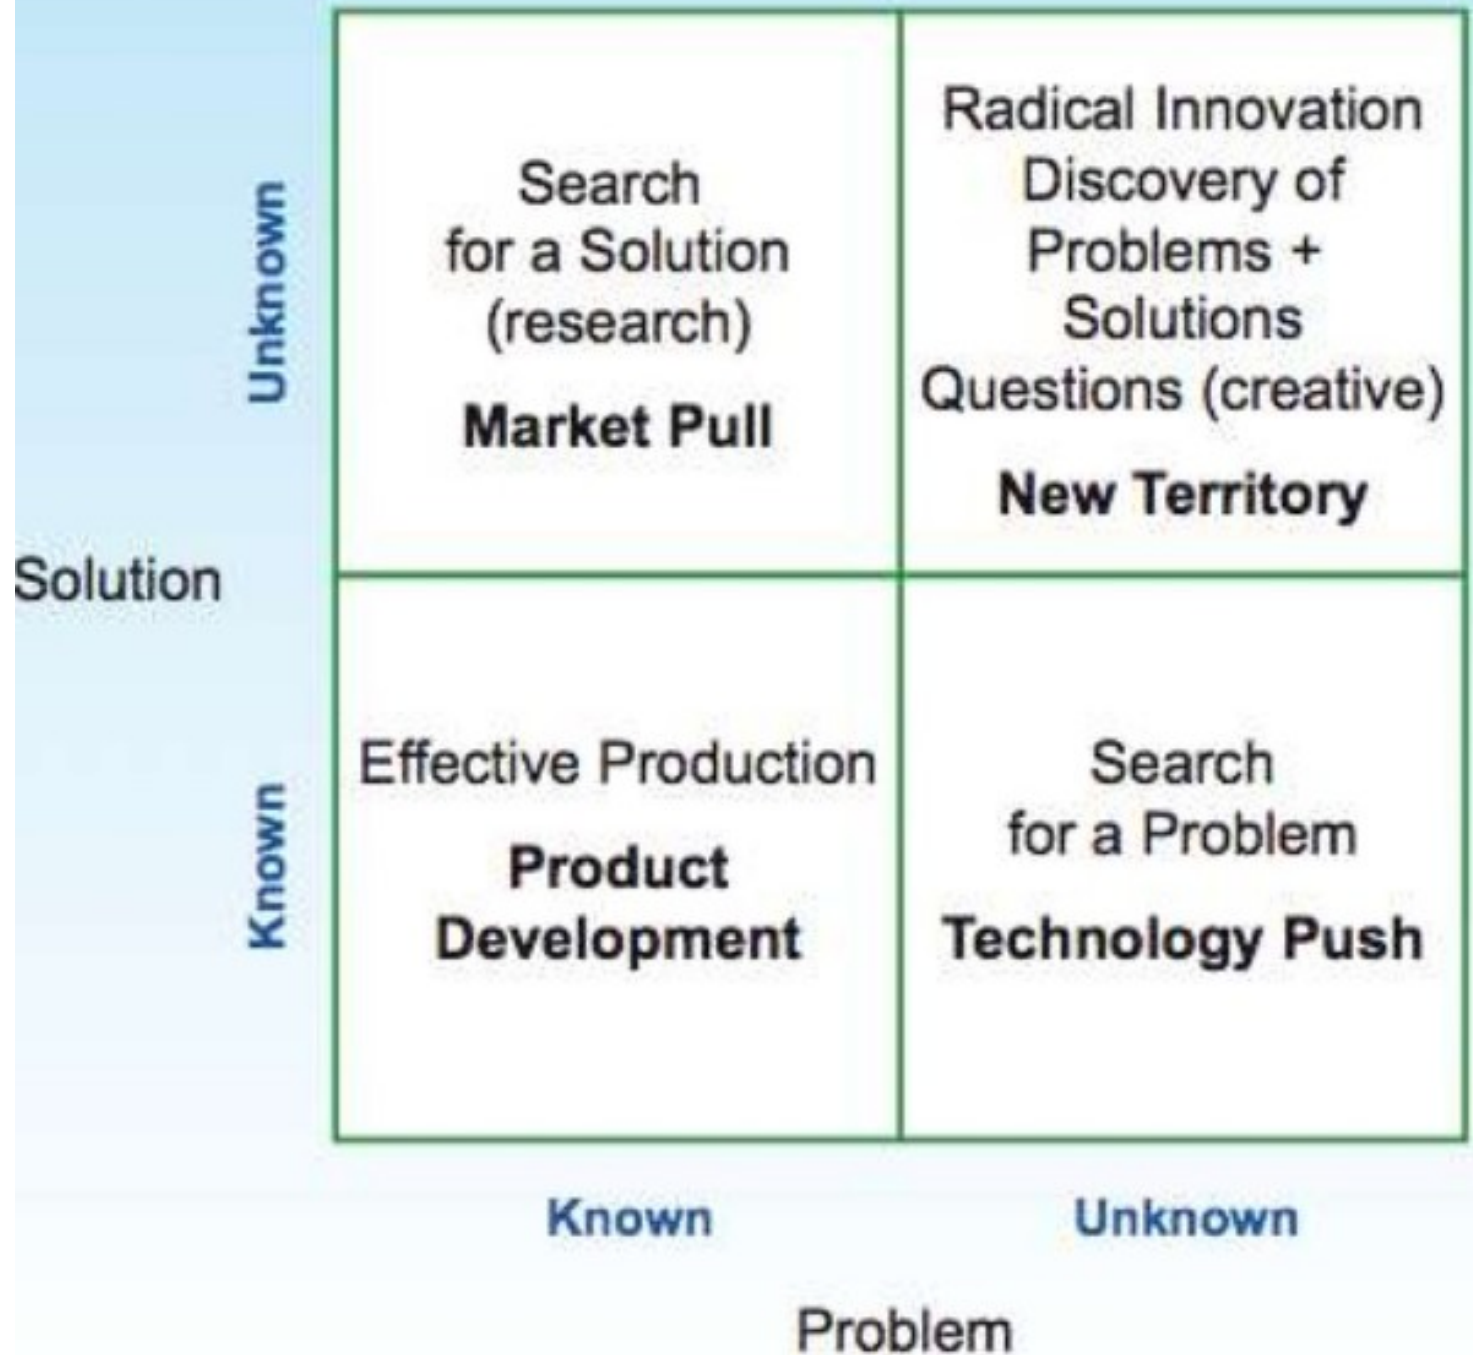 Unknown
Search
for a Solution
(research)
Market Pull
Radical Innovation
Discovery of
Problems +
Solutions
Questions (creative)
New Territory
Solution
Known
Effective Production
Product
Development
Search
for a Problem
Technology Push
Known
Unknown
Problem